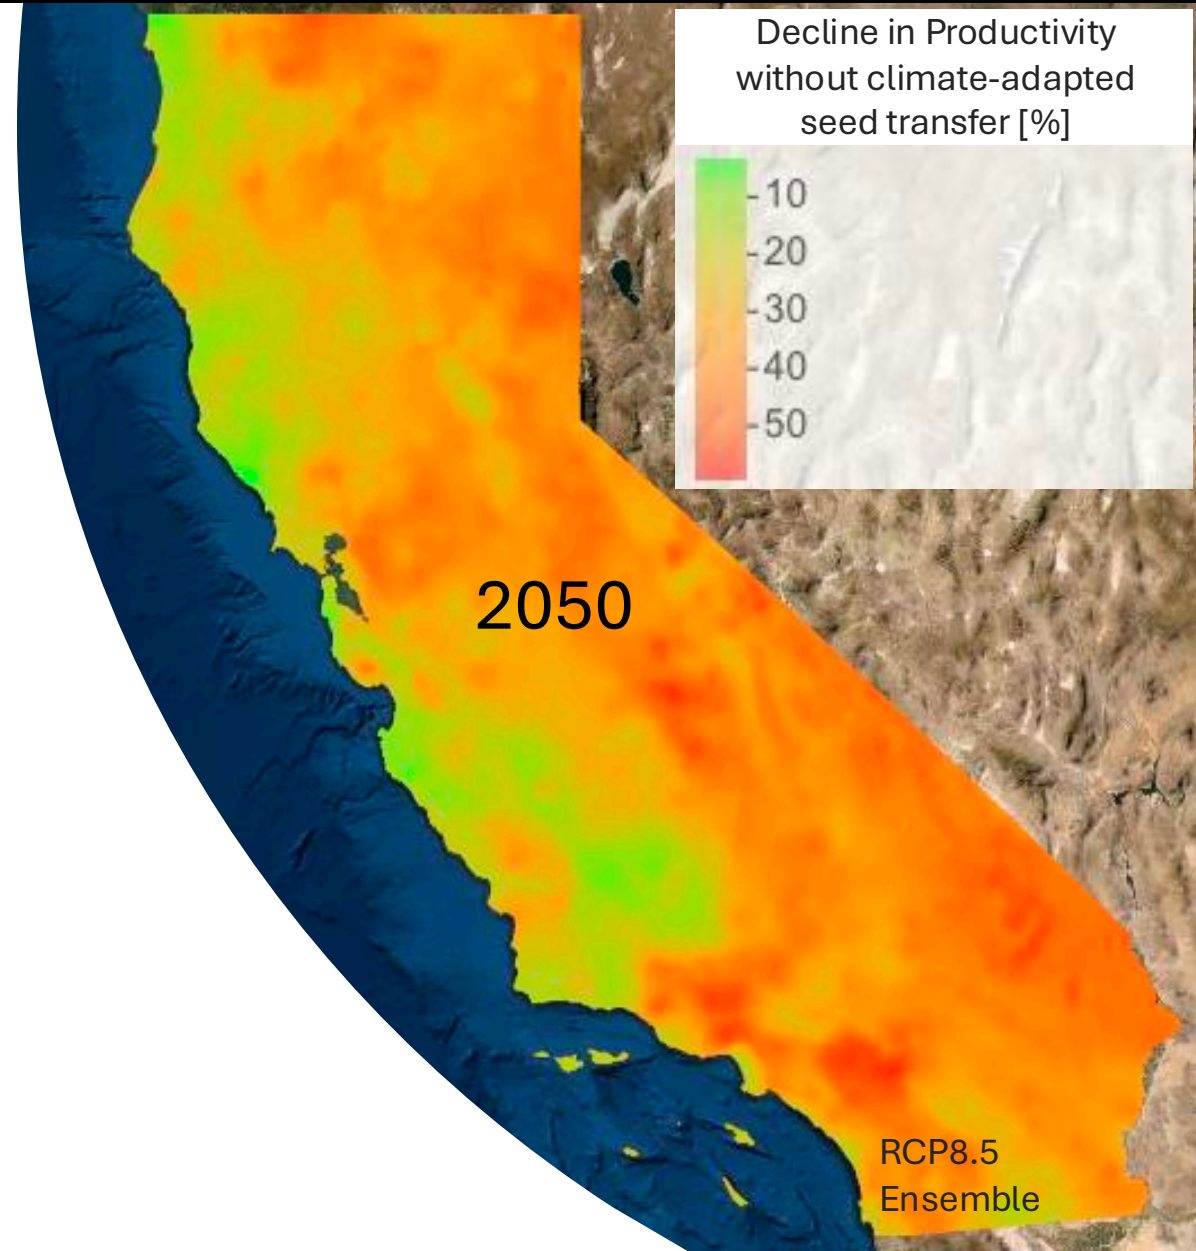 Decline in Productivity
without climate-adapted
seed transfer [%]
-10
-20
-30
-40
-50
2050
RCP8.5
Ensemble